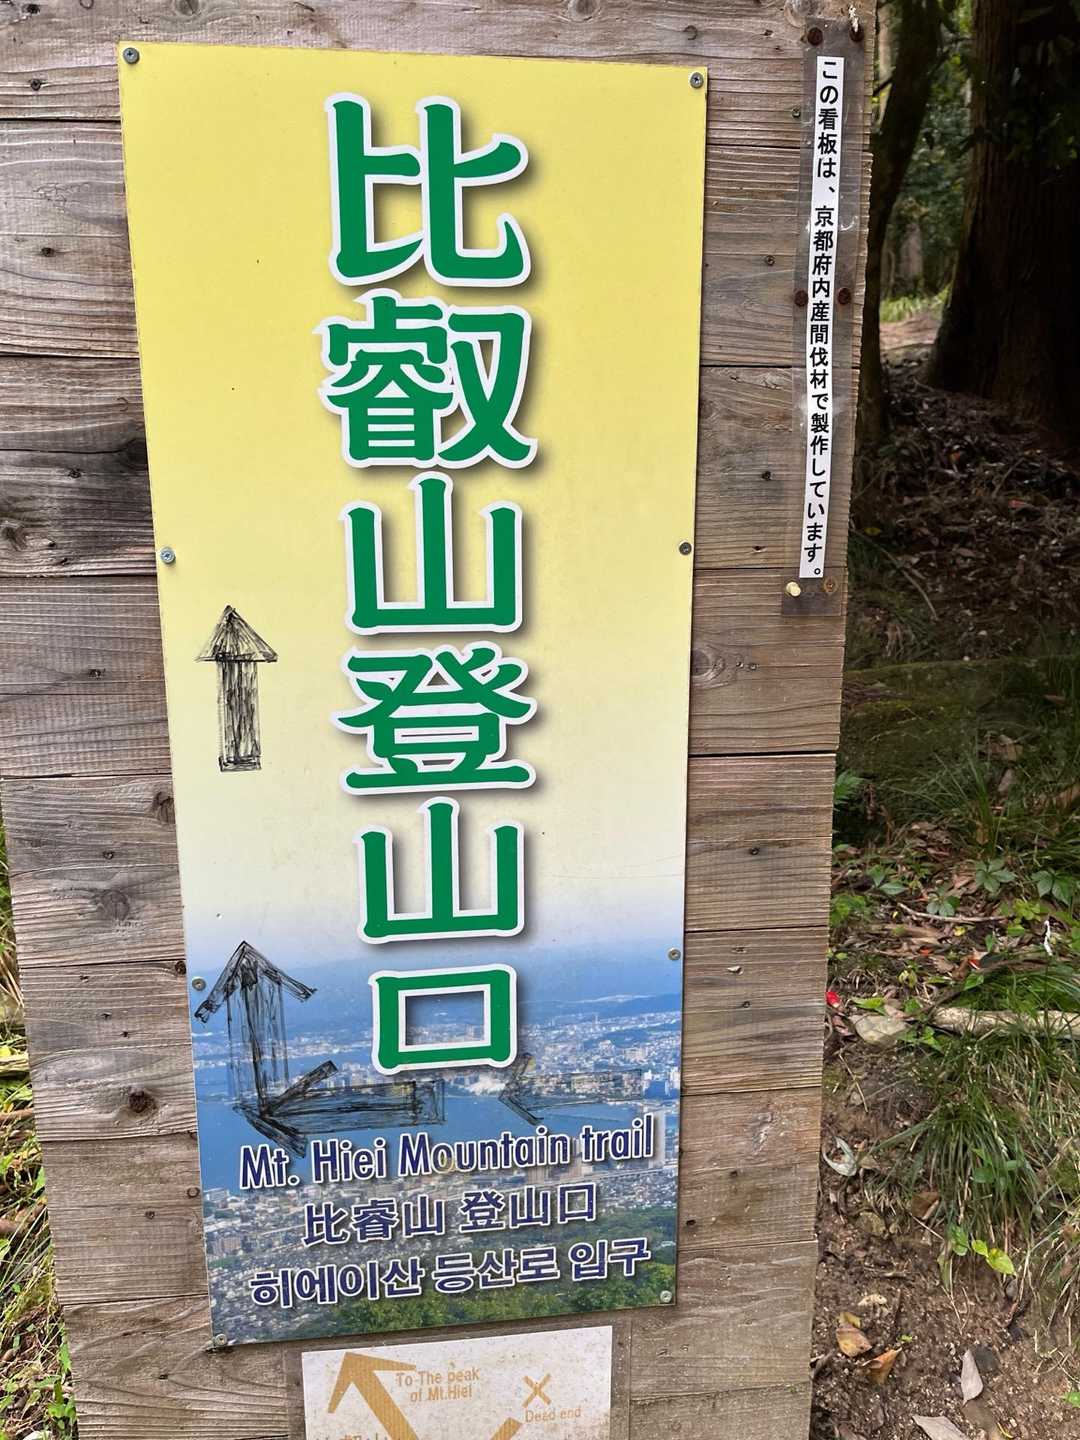 比叡山登山口
Mt. Hiei Mountain trail
比睿山 登山口
히에이산 등산로 입구
この看板は、京都府内産間伐材で製作しています。
To The peak
of Mt.Hiei
Dead end